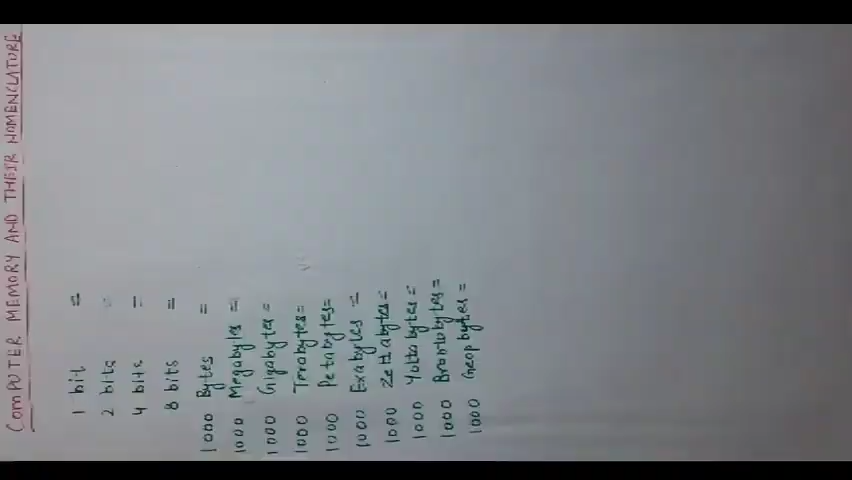 COMPUTER MEMORY AND THEIR NOMENCLATURE
1 bit =
2 bits =
4 bits =
8 bits =
1000 Bytes =
1000 Megabytes =
1000 Gigabytes =
1000 Terabytes =
1000 Petabytes =
1000 Exabytes =
1000 Zettabytes =
1000 Yottabytes =
1000 Brontobytes =
1000 Geopbytes =